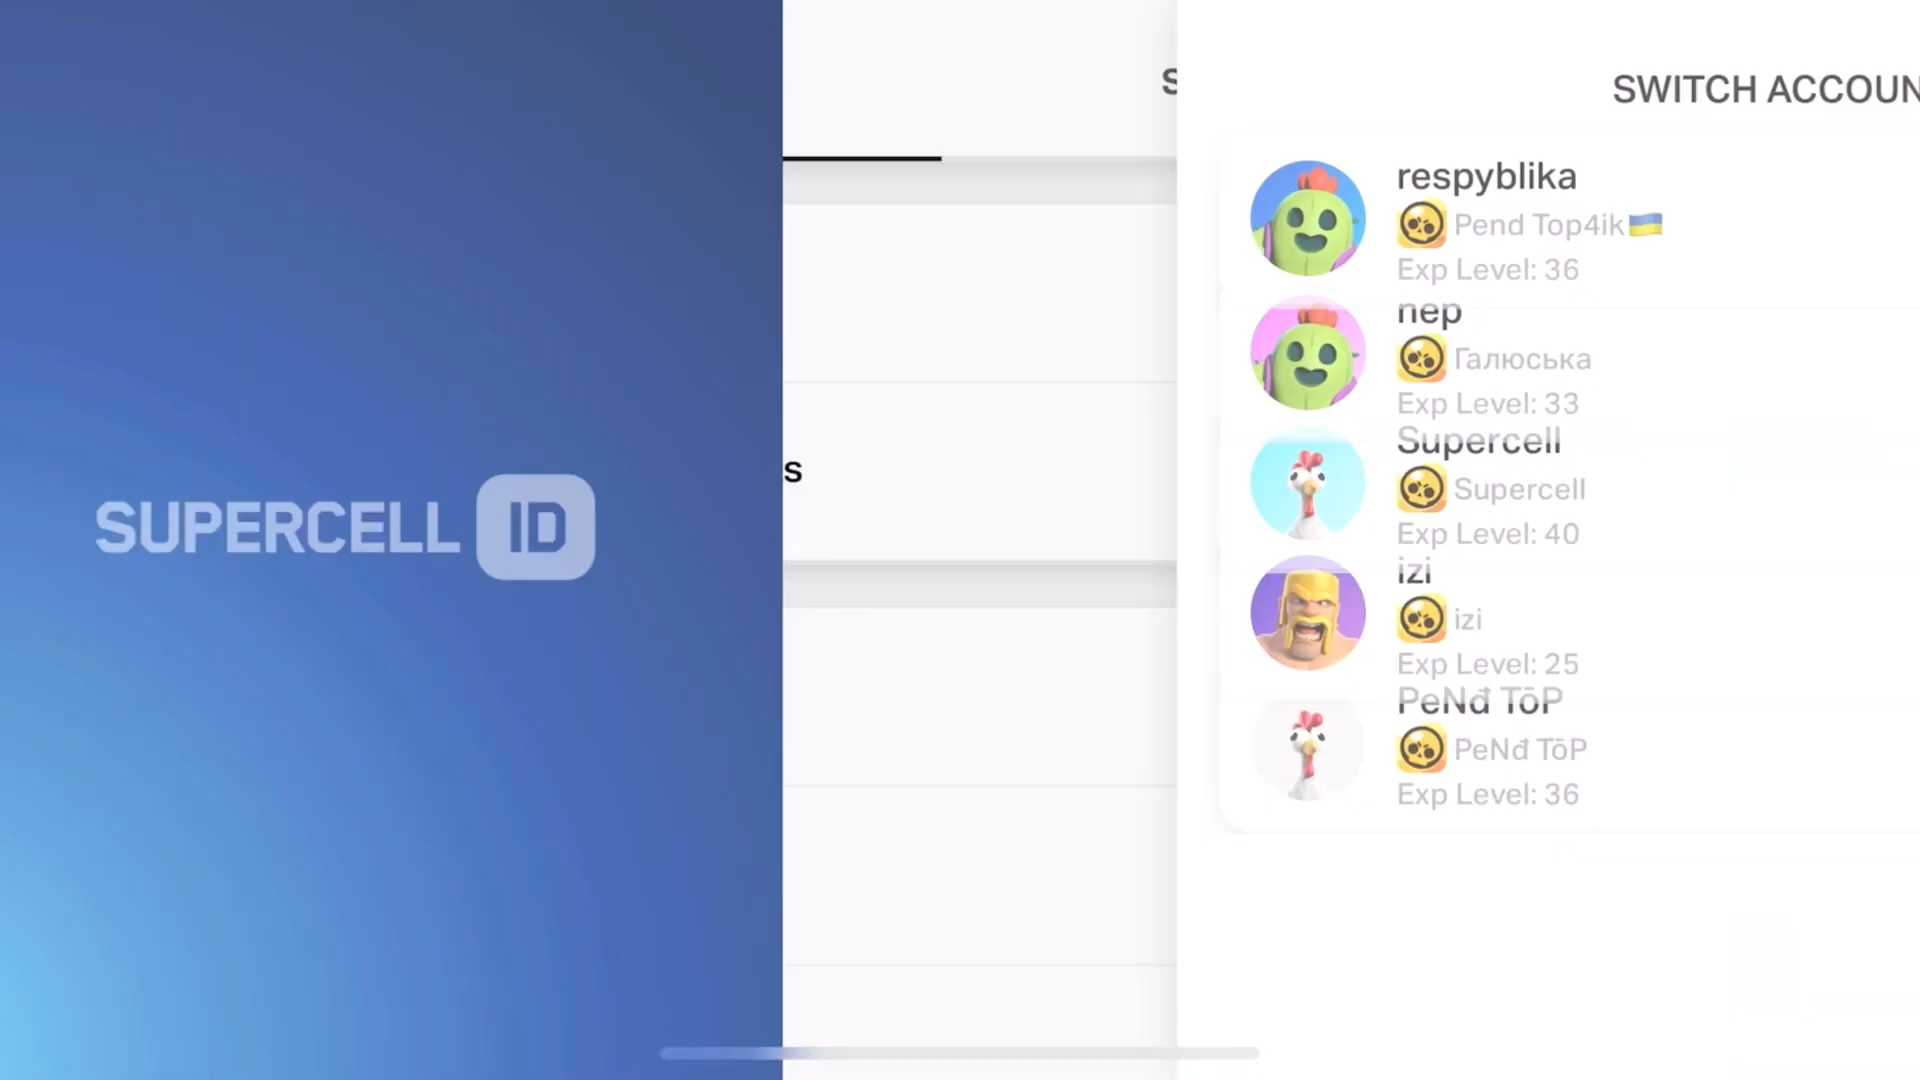 SUPERCELL ID
S
s
SWITCH ACCOUN
respyblika
Pend Top4ik🇺🇦
Exp Level: 36
nep
Галюська
Exp Level: 33
Supercell
Supercell
Exp Level: 40
izi
izi
Exp Level: 25
PeNđ TōP
PeNđ TōP
Exp Level: 36